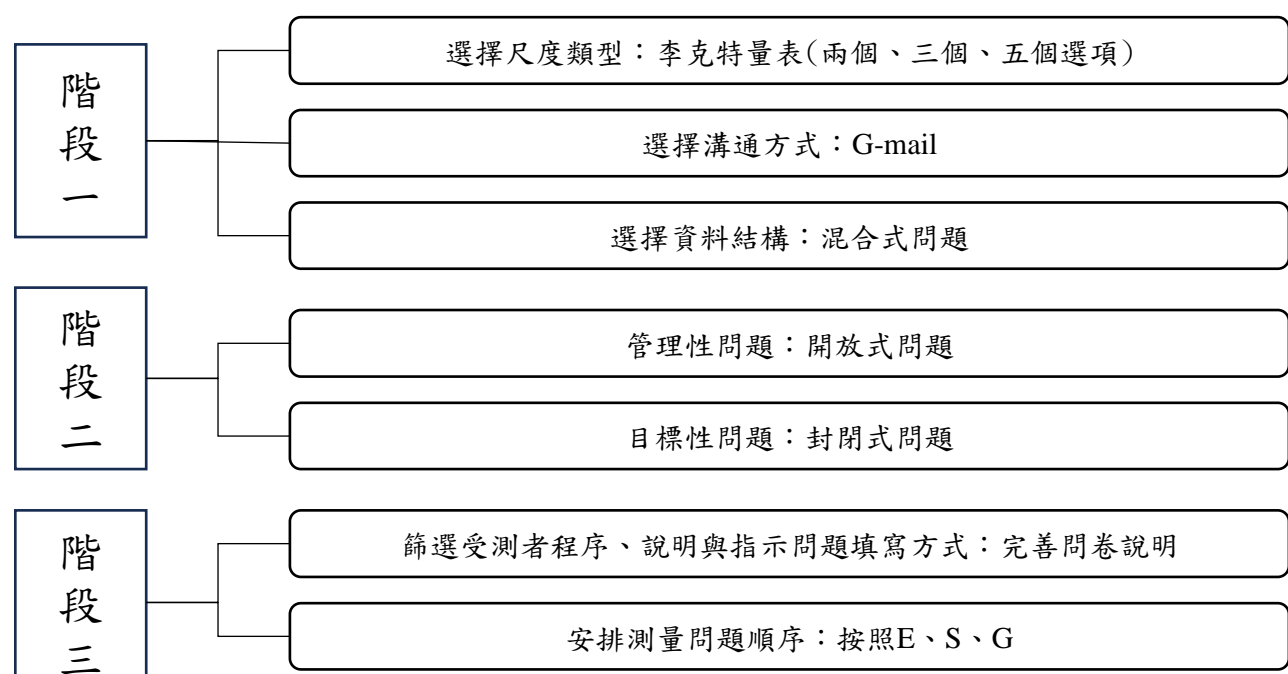 階段一
選擇尺度類型：李克特量表(兩個、三個、五個選項)
選擇溝通方式：G-mail
選擇資料結構：混合式問題
階段二
管理性問題：開放式問題
目標性問題：封閉式問題
階段三
篩選受測者程序、說明與指示問題填寫方式：完善問卷說明
安排測量問題順序：按照E、S、G